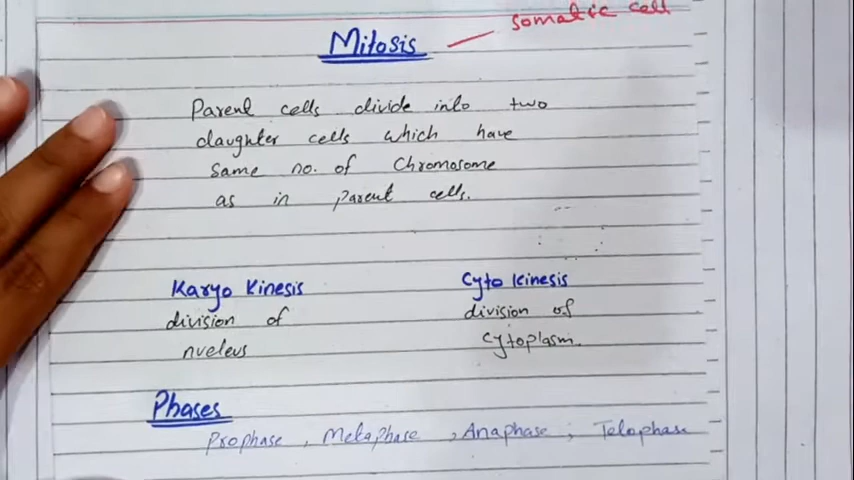 somatic cell
Mitosis
Parent cells divide into two
daughter cells which have
same no. of Chromosome
as in parent cells.
Karyo Kinesis
division of
nucleus
Cyto kinesis
division of
cytoplasm.
Phases
Prophase , Metaphase , Anaphase , Telophase